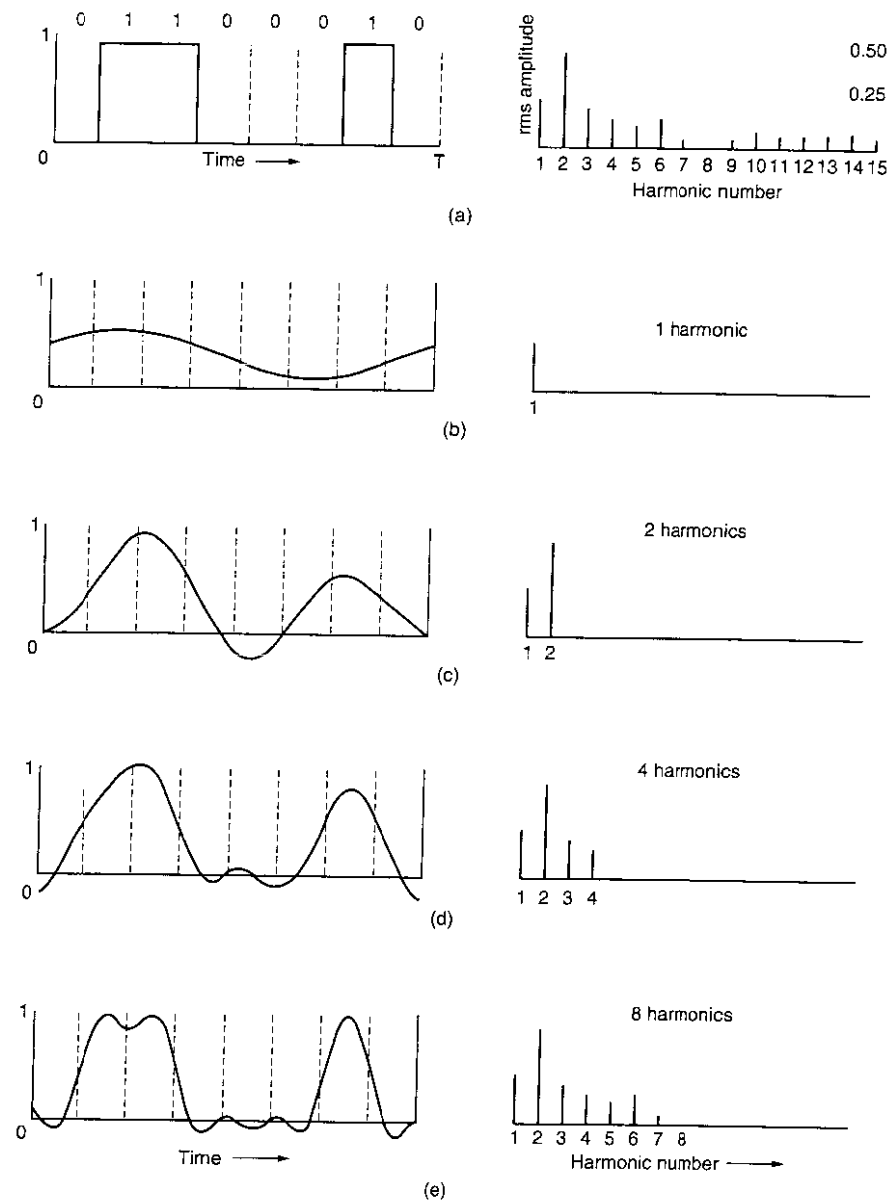 0 1 1 0 0 0 1 0
1
0
Time
T
rms amplitude
0.50
0.25
1 2 3 4 5 6 7 8 9 10 11 12 13 14 15
Harmonic number
(a)
1
0
1 harmonic
1
(b)
1
0
2 harmonics
1 2
(c)
1
0
4 harmonics
1 2 3 4
(d)
1
0
Time
8 harmonics
1 2 3 4 5 6 7 8
Harmonic number
(e)